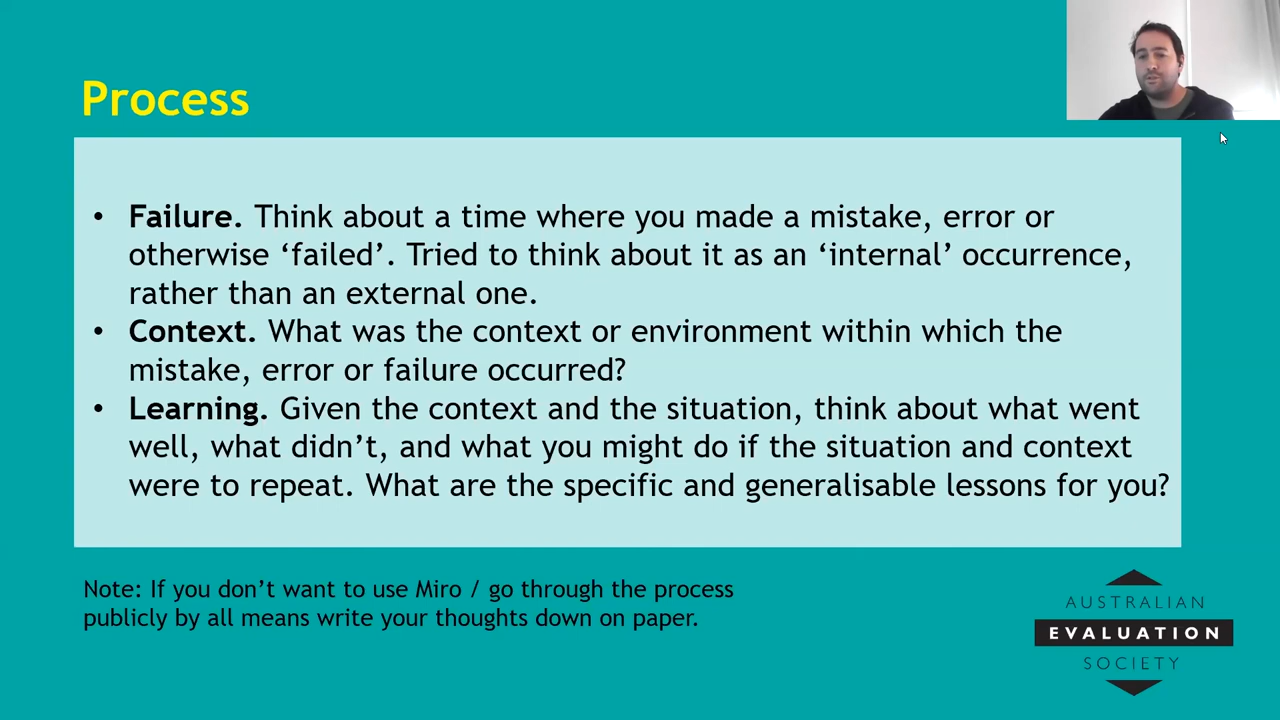 Process
• Failure. Think about a time where you made a mistake, error or
otherwise ‘failed’. Tried to think about it as an ‘internal’ occurrence,
rather than an external one.
• Context. What was the context or environment within which the
mistake, error or failure occurred?
• Learning. Given the context and the situation, think about what went
well, what didn’t, and what you might do if the situation and context
were to repeat. What are the specific and generalisable lessons for you?
Note: If you don’t want to use Miro / go through the process
publicly by all means write your thoughts down on paper.
AUSTRALIAN
EVALUATION
SOCIETY